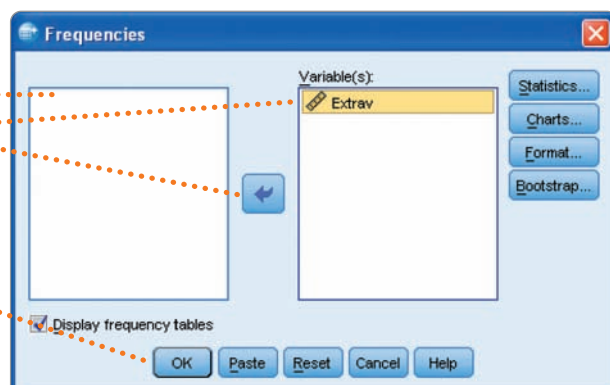 Frequencies
Variable(s):
Extrav
Statistics...
Charts...
Format...
Bootstrap...
Display frequency tables
OK
Paste
Reset
Cancel
Help